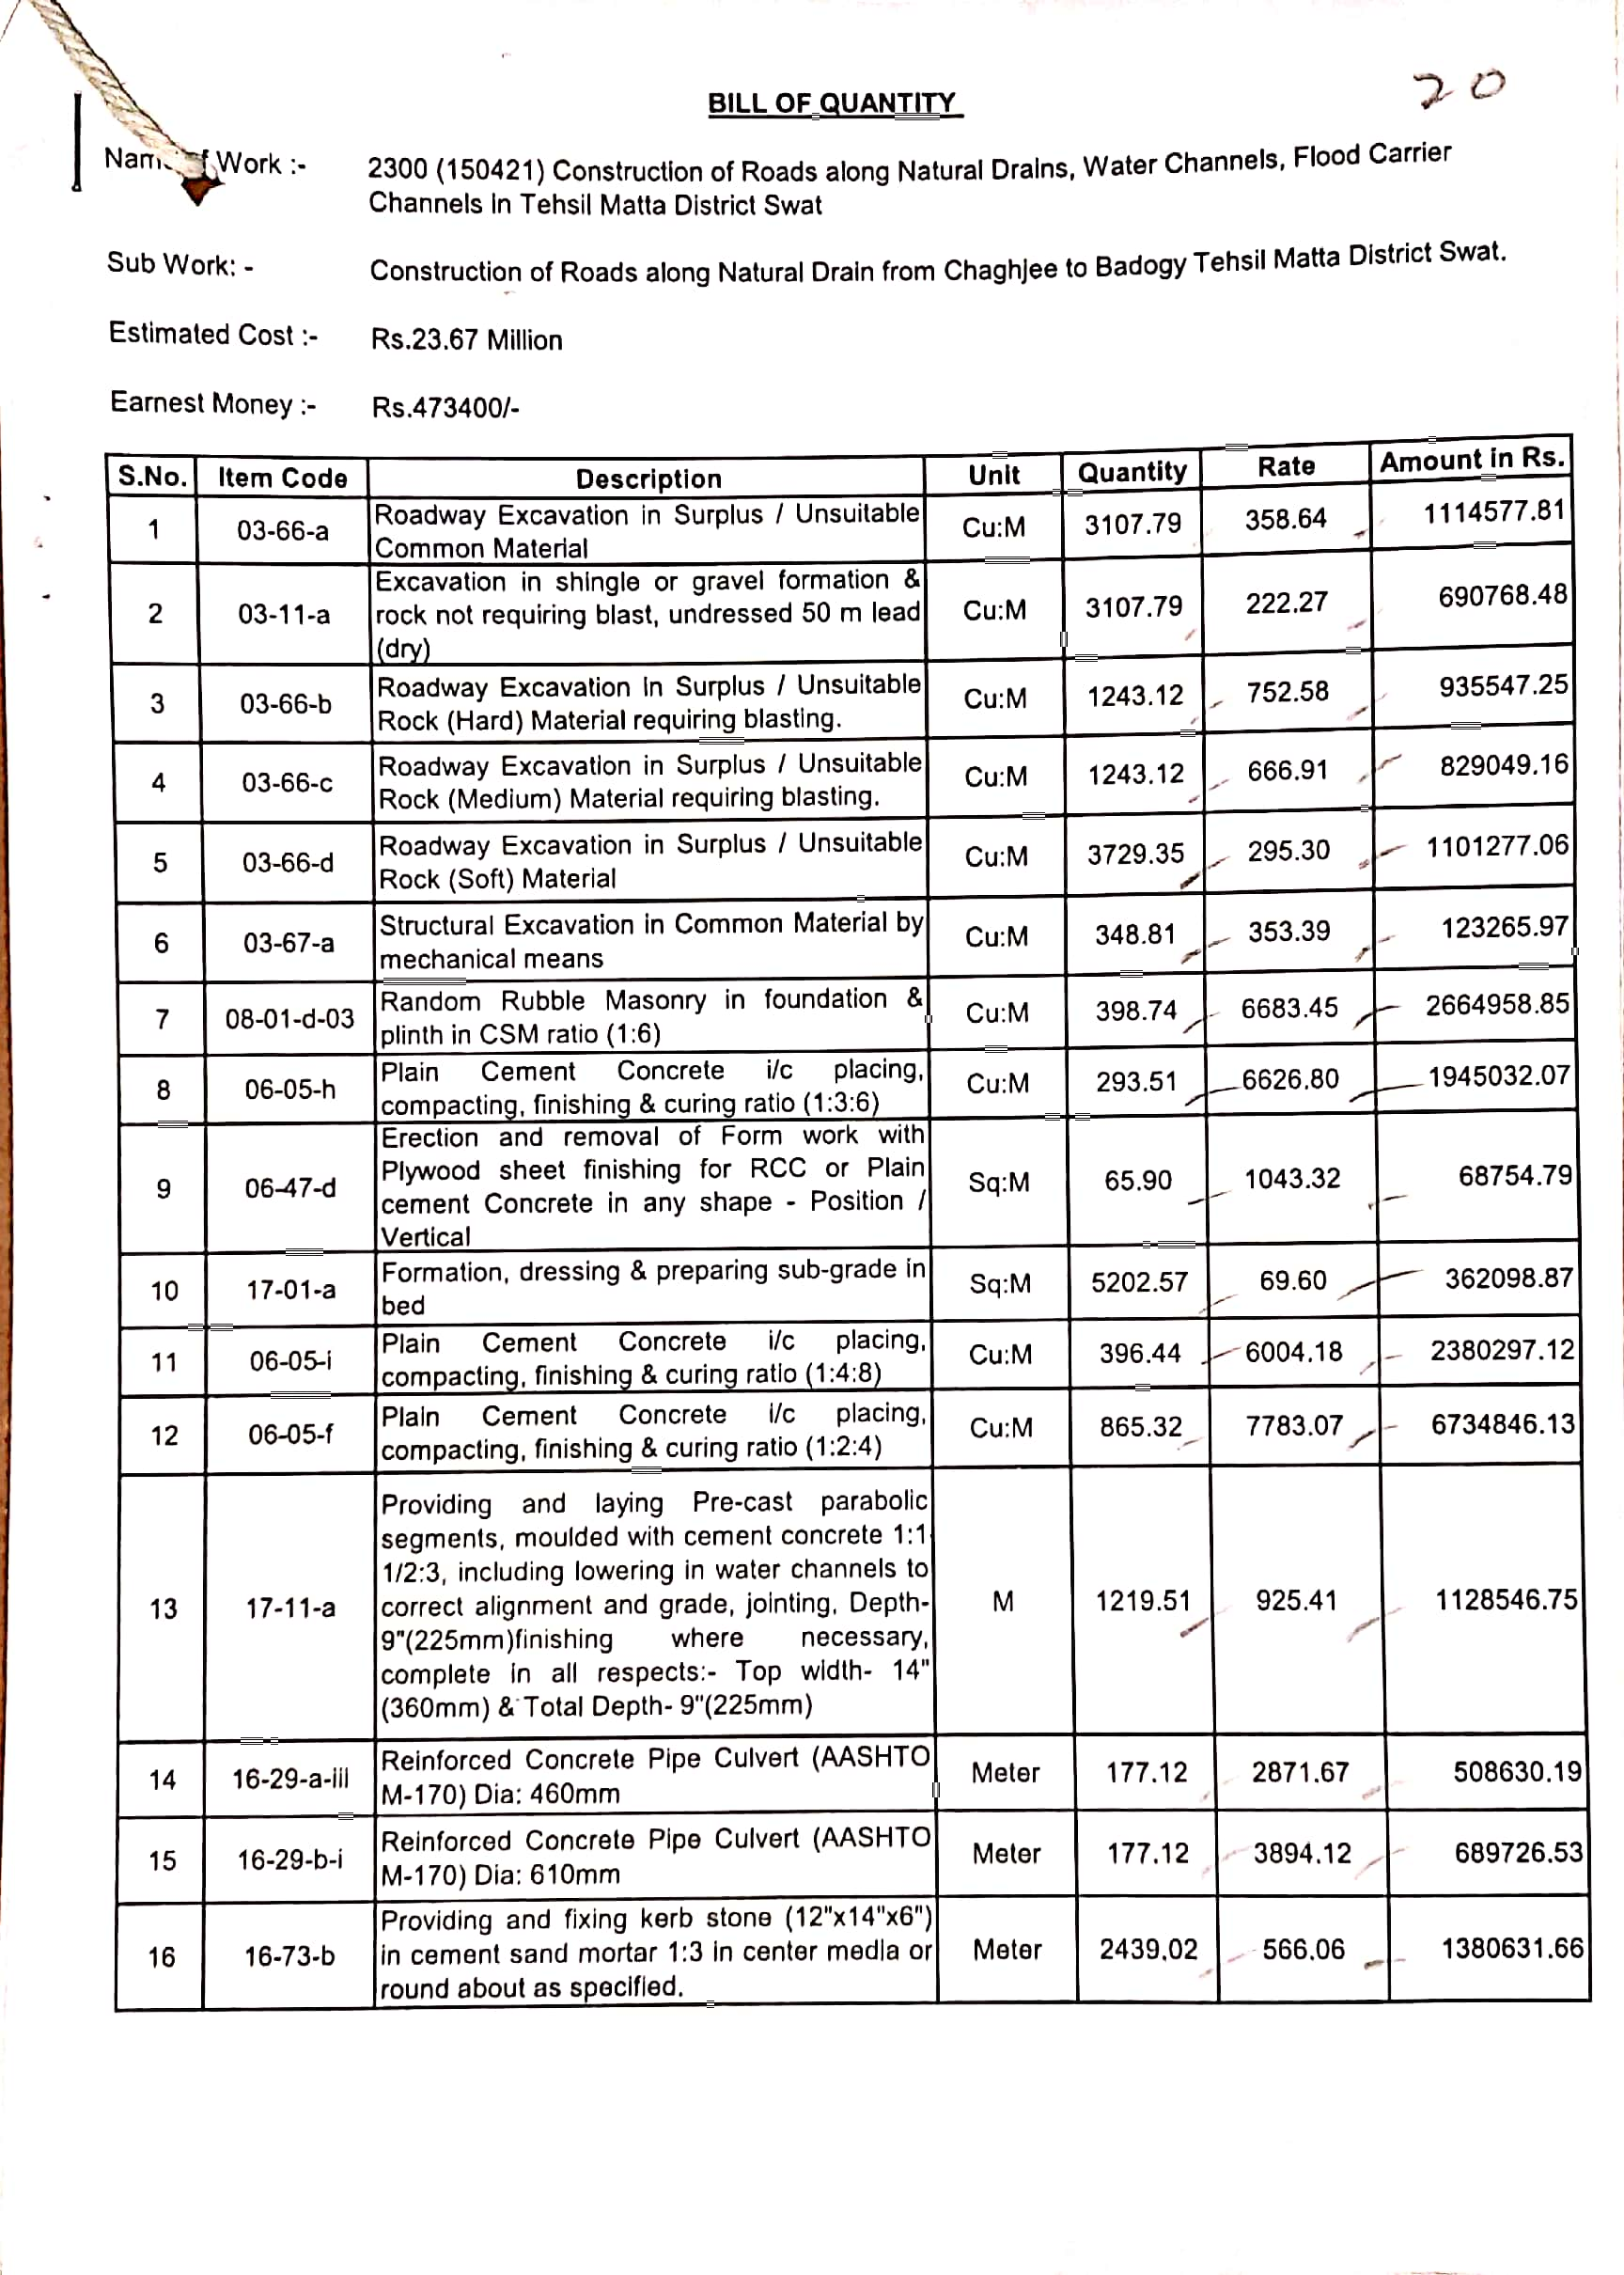 20
BILL OF QUANTITY
Name of Work :- 2300 (150421) Construction of Roads along Natural Drains, Water Channels, Flood Carrier
Channels in Tehsil Matta District Swat
Sub Work: - Construction of Roads along Natural Drain from Chaghjee to Badogy Tehsil Matta District Swat.
Estimated Cost :- Rs.23.67 Million
Earnest Money :- Rs.473400/-
S.No. Item Code Description Unit Quantity Rate Amount in Rs.
1 03-66-a Roadway Excavation in Surplus / Unsuitable Cu:M 3107.79 358.64 1114577.81
Common Material
Excavation in shingle or gravel formation &
2 03-11-a rock not requiring blast, undressed 50 m lead Cu:M 3107.79 222.27 690768.48
(dry)
3 03-66-b Roadway Excavation in Surplus / Unsuitable Cu:M 1243.12 752.58 935547.25
Rock (Hard) Material requiring blasting.
4 03-66-c Roadway Excavation in Surplus / Unsuitable Cu:M 1243.12 666.91 829049.16
Rock (Medium) Material requiring blasting.
5 03-66-d Roadway Excavation in Surplus / Unsuitable Cu:M 3729.35 295.30 1101277.06
Rock (Soft) Material
6 03-67-a Structural Excavation in Common Material by Cu:M 348.81 353.39 123265.97
mechanical means
7 08-01-d-03 Random Rubble Masonry in foundation & Cu:M 398.74 6683.45 2664958.85
plinth in CSM ratio (1:6)
8 06-05-h Plain Cement Concrete i/c placing, Cu:M 293.51 6626.80 1945032.07
compacting, finishing & curing ratio (1:3:6)
Erection and removal of Form work with
9 06-47-d Plywood sheet finishing for RCC or Plain Sq:M 65.90 1043.32 68754.79
cement Concrete in any shape - Position /
Vertical
10 17-01-a Formation, dressing & preparing sub-grade in Sq:M 5202.57 69.60 362098.87
bed
11 06-05-i Plain Cement Concrete i/c placing, Cu:M 396.44 6004.18 2380297.12
compacting, finishing & curing ratio (1:4:8)
12 06-05-f Plain Cement Concrete i/c placing, Cu:M 865.32 7783.07 6734846.13
compacting, finishing & curing ratio (1:2:4)
Providing and laying Pre-cast parabolic
segments, moulded with cement concrete 1:1
1/2:3, including lowering in water channels to
13 17-11-a correct alignment and grade, jointing, Depth- M 1219.51 925.41 1128546.75
9"(225mm)finishing where necessary,
complete in all respects:- Top width- 14"
(360mm) & Total Depth- 9"(225mm)
14 16-29-a-iii Reinforced Concrete Pipe Culvert (AASHTO Meter 177.12 2871.67 508630.19
M-170) Dia: 460mm
15 16-29-b-i Reinforced Concrete Pipe Culvert (AASHTO Meter 177.12 3894.12 689726.53
M-170) Dia: 610mm
Providing and fixing kerb stone (12"x14"x6")
16 16-73-b in cement sand mortar 1:3 in center media or Meter 2439.02 566.06 1380631.66
round about as specified.